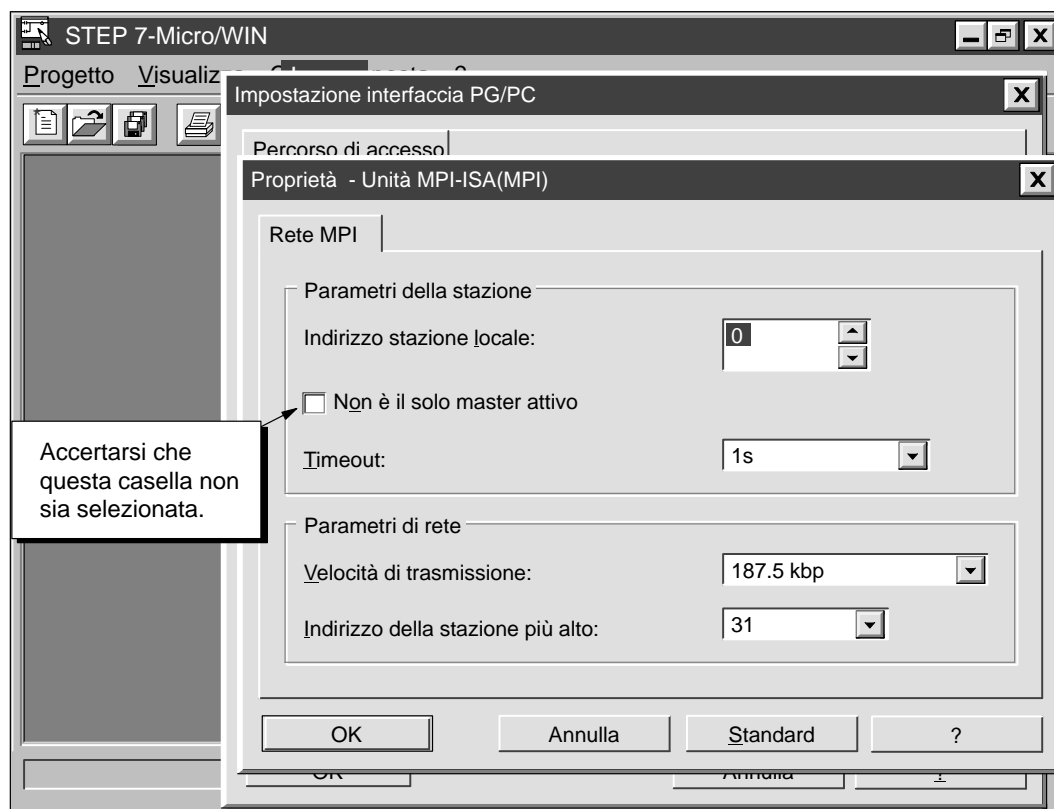 STEP 7-Micro/WIN
Progetto Visualizza
Impostazione interfaccia PG/PC
Percorso di accesso
Proprietà - Unità MPI-ISA(MPI)
Rete MPI
Parametri della stazione
Indirizzo stazione locale:
0
Non è il solo master attivo
Timeout:
1s
Accertarsi che
questa casella non
sia selezionata.
Parametri di rete
Velocità di trasmissione:
187.5 kbp
Indirizzo della stazione più alto:
31
OK Annulla Standard ?
OK Annulla ?